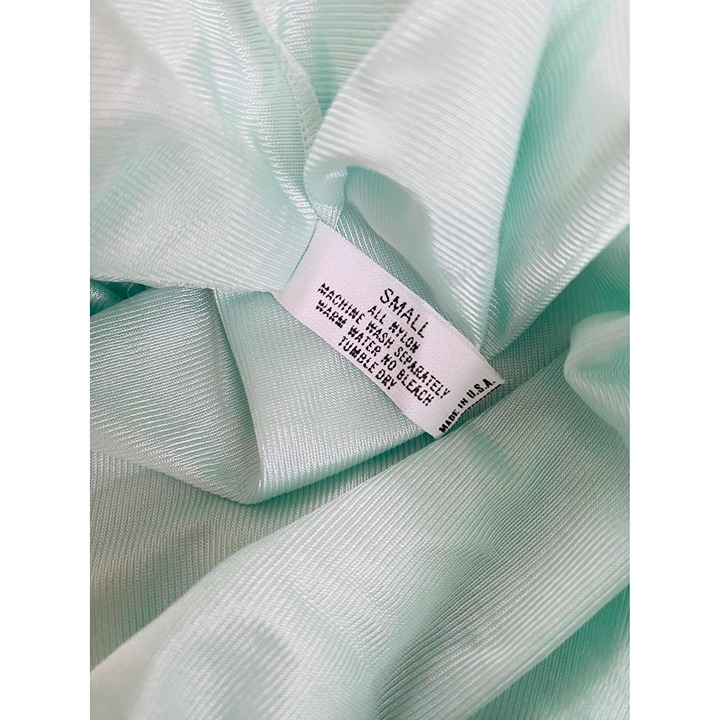 SMALL
ALL NYLON
MACHINE WASH SEPARATELY
WARM WATER NO BLEACH
TUMBLE DRY
MADE IN U.S.A.